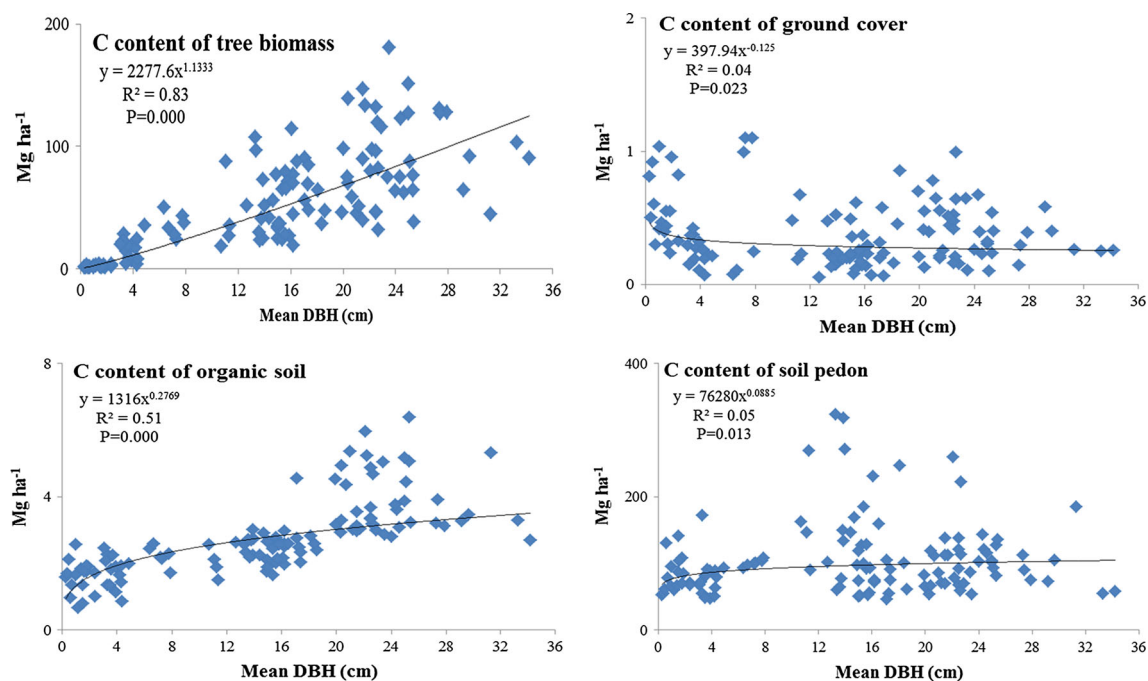 C content of tree biomass
y = 2277.6x^1.1333
R² = 0.83
P=0.000
Mg ha⁻¹
200
100
0
0 4 8 12 16 20 24 28 32 36
Mean DBH (cm)
C content of ground cover
y = 397.94x^-0.125
R² = 0.04
P=0.023
Mg ha⁻¹
2
1
0
0 4 8 12 16 20 24 28 32 36
Mean DBH (cm)
C content of organic soil
y = 1316x^0.2769
R² = 0.51
P=0.000
Mg ha⁻¹
8
4
0
0 4 8 12 16 20 24 28 32 36
Mean DBH (cm)
C content of soil pedon
y = 76280x^0.0885
R² = 0.05
P=0.013
Mg ha⁻¹
400
200
0
0 4 8 12 16 20 24 28 32 36
Mean DBH (cm)